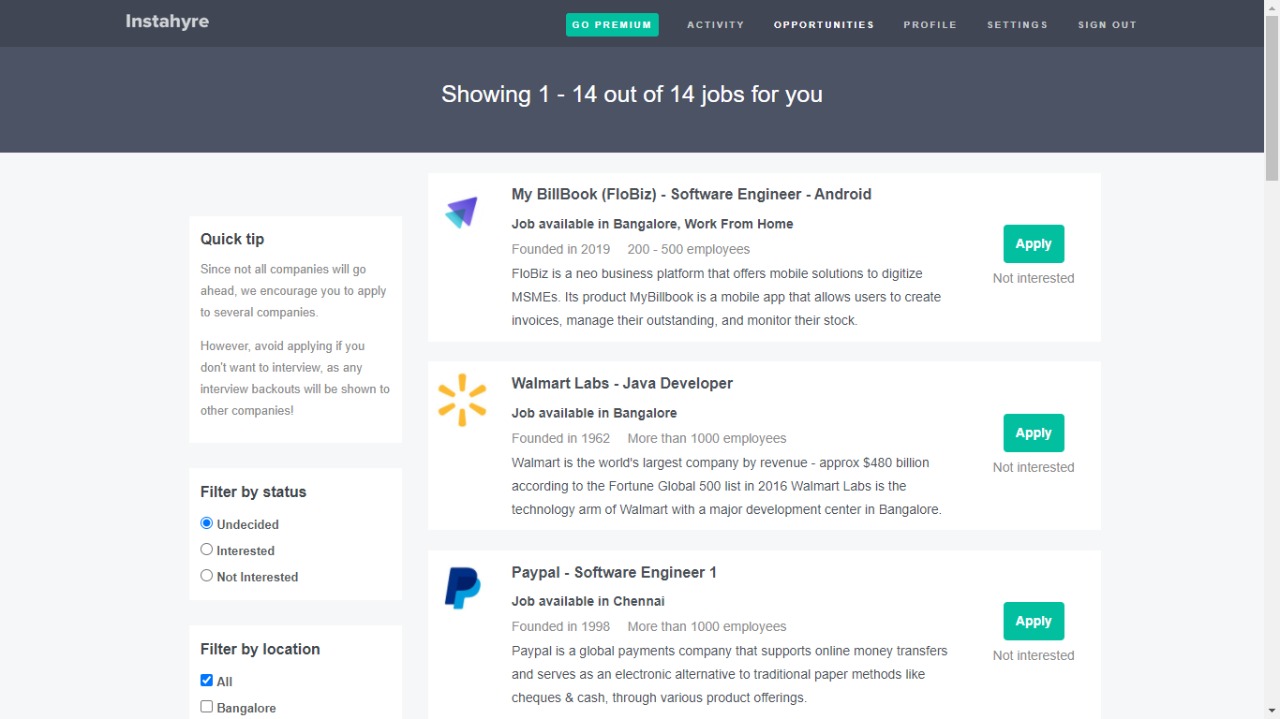 Instahyre
GO PREMIUM ACTIVITY OPPORTUNITIES PROFILE SETTINGS SIGN OUT
Showing 1 - 14 out of 14 jobs for you
Quick tip
Since not all companies will go
ahead, we encourage you to apply
to several companies.
However, avoid applying if you
don't want to interview, as any
interview backouts will be shown to
other companies!
Filter by status
Undecided
Interested
Not Interested
Filter by location
All
Bangalore
My BillBook (FloBiz) - Software Engineer - Android
Job available in Bangalore, Work From Home
Founded in 2019 200 - 500 employees
FloBiz is a neo business platform that offers mobile solutions to digitize
MSMEs. Its product MyBillbook is a mobile app that allows users to create
invoices, manage their outstanding, and monitor their stock.
Apply
Not interested
Walmart Labs - Java Developer
Job available in Bangalore
Founded in 1962 More than 1000 employees
Walmart is the world's largest company by revenue - approx $480 billion
according to the Fortune Global 500 list in 2016 Walmart Labs is the
technology arm of Walmart with a major development center in Bangalore.
Apply
Not interested
Paypal - Software Engineer 1
Job available in Chennai
Founded in 1998 More than 1000 employees
Paypal is a global payments company that supports online money transfers
and serves as an electronic alternative to traditional paper methods like
cheques & cash, through various product offerings.
Apply
Not interested